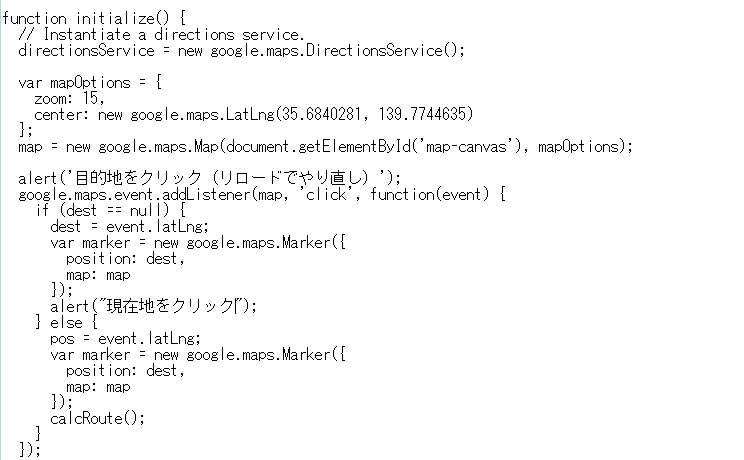 function initialize() {
  // Instantiate a directions service.
  directionsService = new google.maps.DirectionsService();

  var mapOptions = {
    zoom: 15,
    center: new google.maps.LatLng(35.6840281, 139.7744635)
  };
  map = new google.maps.Map(document.getElementById('map-canvas'), mapOptions);

  alert('目的地をクリック（リロードでやり直し）');
  google.maps.event.addListener(map, 'click', function(event) {
    if (dest == null) {
      dest = event.latLng;
      var marker = new google.maps.Marker({
        position: dest,
        map: map
      });
      alert("現在地をクリック");
    } else {
      pos = event.latLng;
      var marker = new google.maps.Marker({
        position: dest,
        map: map
      });
      calcRoute();
    }
  });